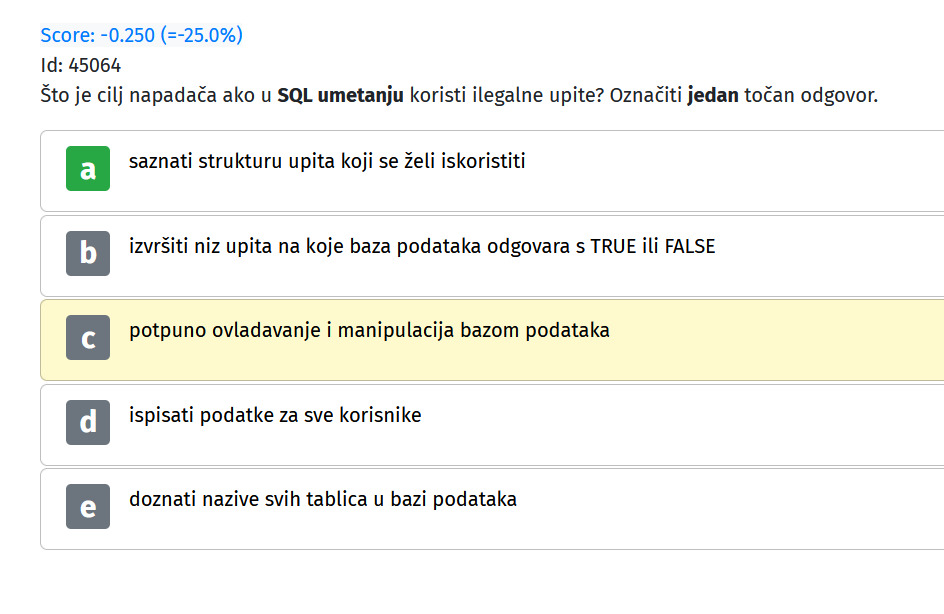 Score: -0.250 (=-25.0%)
Id: 45064
Što je cilj napadača ako u SQL umetanju koristi ilegalne upite? Označiti jedan točan odgovor.
a saznati strukturu upita koji se želi iskoristiti
b izvršiti niz upita na koje baza podataka odgovara s TRUE ili FALSE
c potpuno ovladavanje i manipulacija bazom podataka
d ispisati podatke za sve korisnike
e doznati nazive svih tablica u bazi podataka